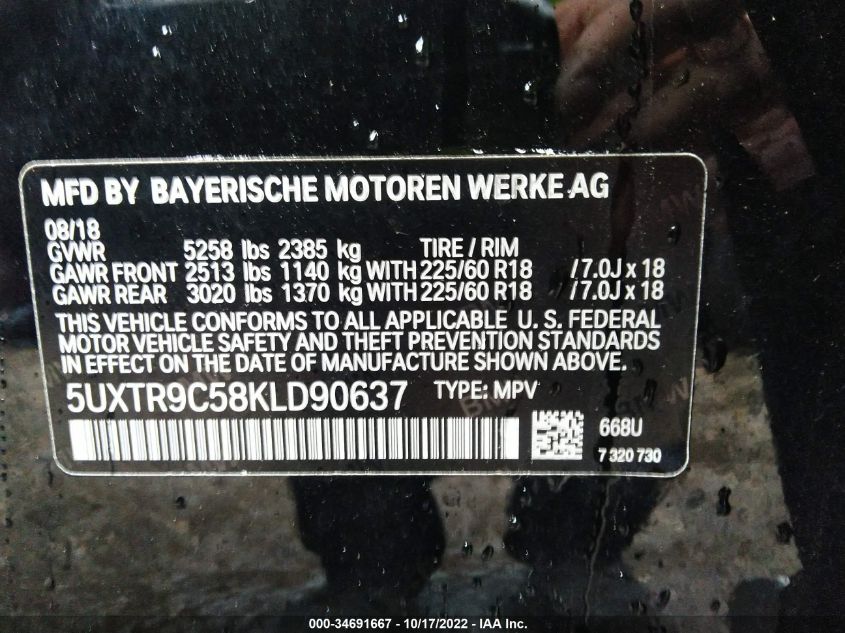 MFD BY BAYERISCHE MOTOREN WERKE AG
08/18
GVWR 5258 lbs 2385 kg TIRE / RIM
GAWR FRONT 2513 lbs 1140 kg WITH 225/60 R18 / 7.0J x 18
GAWR REAR 3020 lbs 1370 kg WITH 225/60 R18 / 7.0J x 18
THIS VEHICLE CONFORMS TO ALL APPLICABLE U. S. FEDERAL
MOTOR VEHICLE SAFETY AND THEFT PREVENTION STANDARDS
IN EFFECT ON THE DATE OF MANUFACTURE SHOWN ABOVE.
5UXTR9C58KLD90637 TYPE: MPV
668U
7 320 730
000-34691667 - 10/17/2022 - IAA Inc.